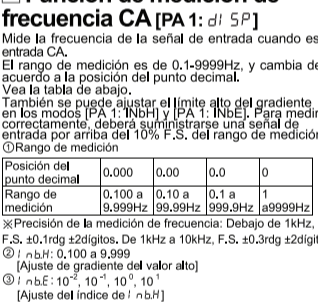 Función de medición de
frecuencia CA [PA 1: dI SP]
Mide la frecuencia de la señal de entrada cuando es
entrada CA.
El rango de medición es de 0.1-9999Hz, y cambia de
acuerdo a la posición del punto decimal.
Vea la tabla de abajo.
También se puede ajustar el límite alto del gradiente
en los modos [PA 1: INbH] y [PA 1: INbE]. Para medir
correctamente, deberá suministrarse una señal de
entrada por arriba del 10% F.S. del rango de medición
①Rango de medición
Posición del punto decimal 0.000 0.00 0.0 0
Rango de medición 0.100 a 9.999Hz 0.10 a 99.99Hz 0.1 a 999.9Hz 1 a9999Hz
※Precisión de la medición de frecuencia: Debajo de 1kHz,
F.S. ±0.1rdg ±2dígitos. De 1kHz a 10kHz, F.S. ±0.3rdg ±2dígit
② I nb.H: 0.100 a 9.999
[Ajuste de gradiente del valor alto]
③ I nb.E: 10⁻², 10⁻¹, 10⁰, 10¹
[Ajuste del índice de I nb.H]